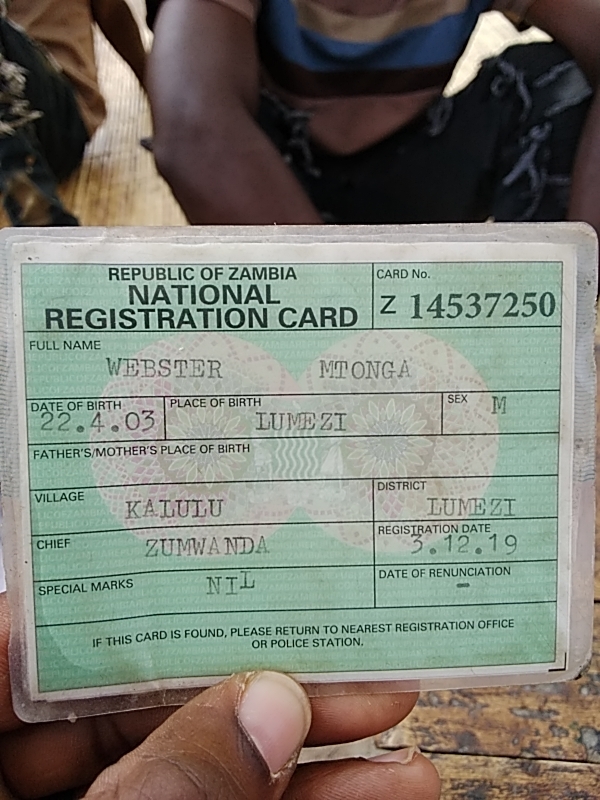 REPUBLIC OF ZAMBIA
NATIONAL
REGISTRATION CARD
CARD No.
Z 14537250
FULL NAME
WEBSTER MTONGA
DATE OF BIRTH
22.4.03
PLACE OF BIRTH
LUMEZI
SEX
M
FATHER'S/MOTHER'S PLACE OF BIRTH
VILLAGE
KALULU
DISTRICT
LUMEZI
CHIEF
ZUMWANDA
REGISTRATION DATE
3.12.19
SPECIAL MARKS
NIL
DATE OF RENUNCIATION
-
IF THIS CARD IS FOUND, PLEASE RETURN TO NEAREST REGISTRATION OFFICE
OR POLICE STATION.